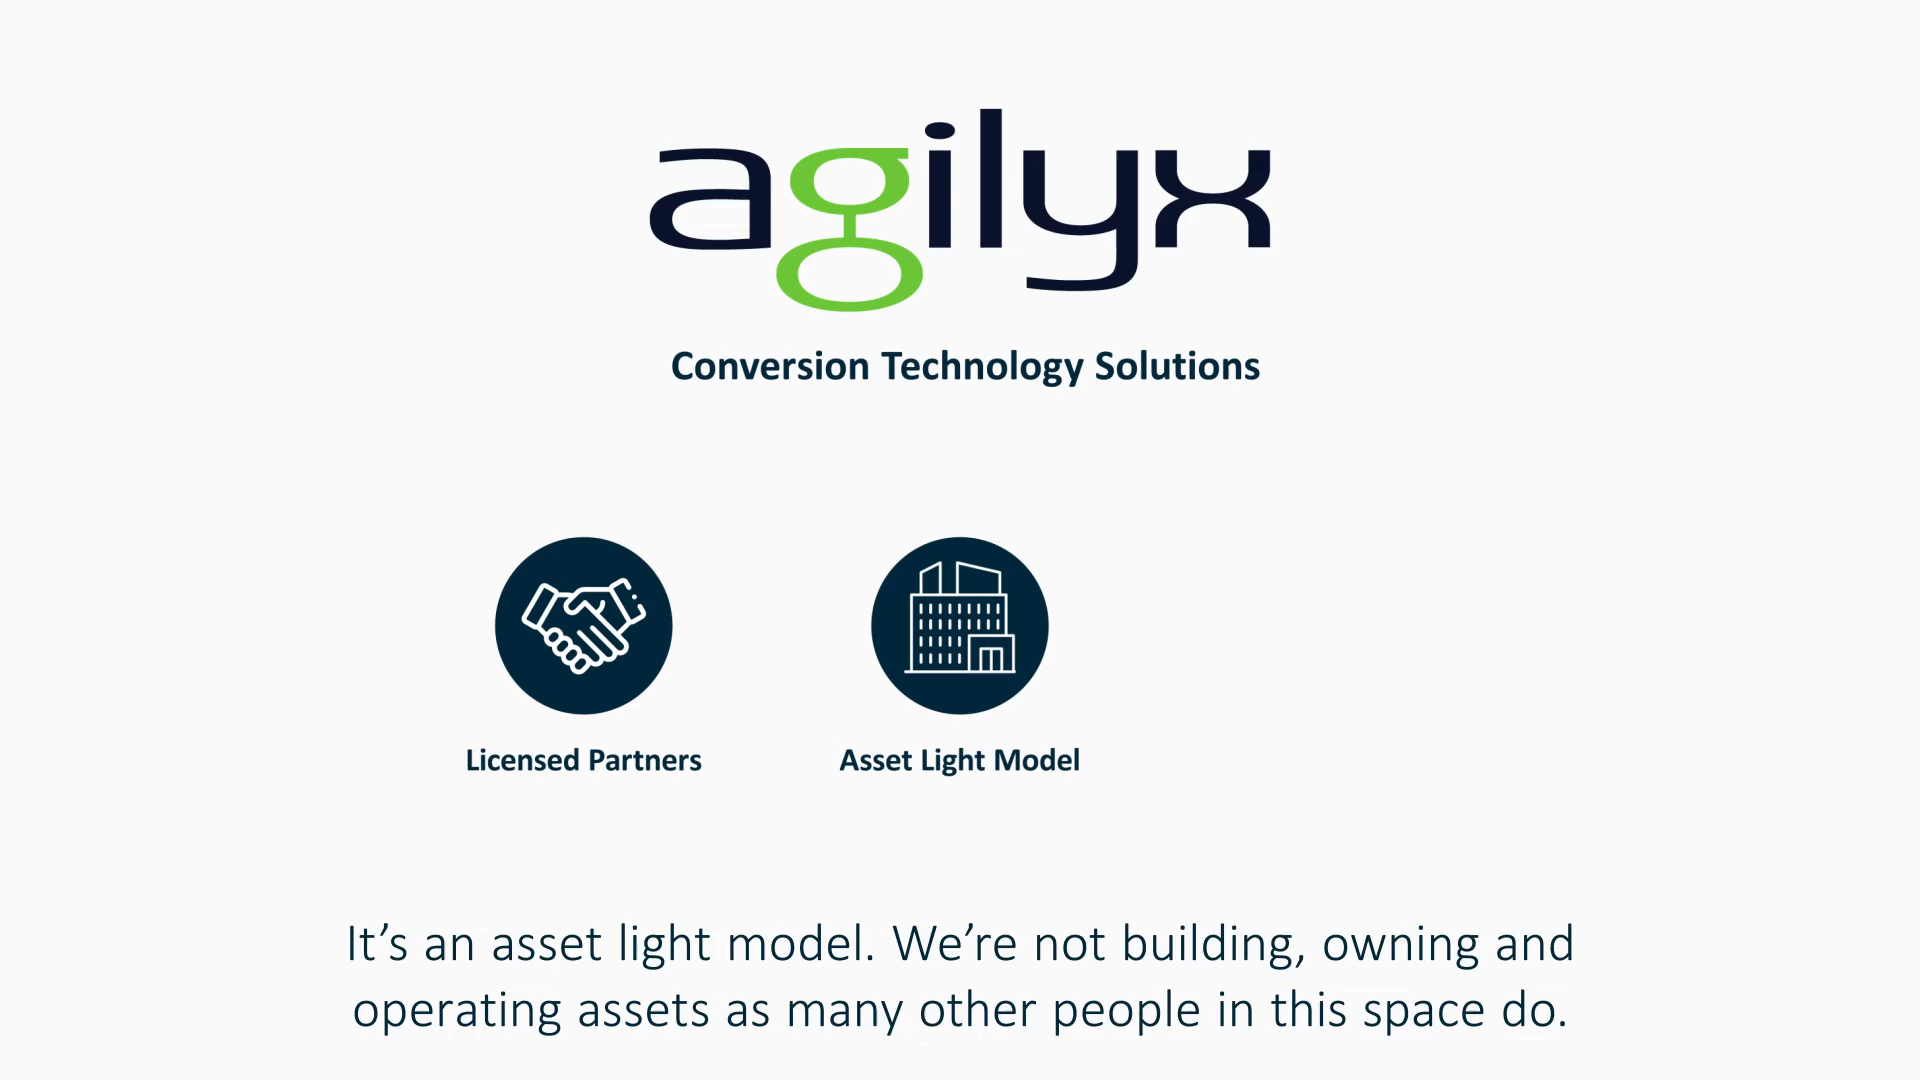 agilyx
Conversion Technology Solutions
Licensed Partners
Asset Light Model
It’s an asset light model. We’re not building, owning and
operating assets as many other people in this space do.